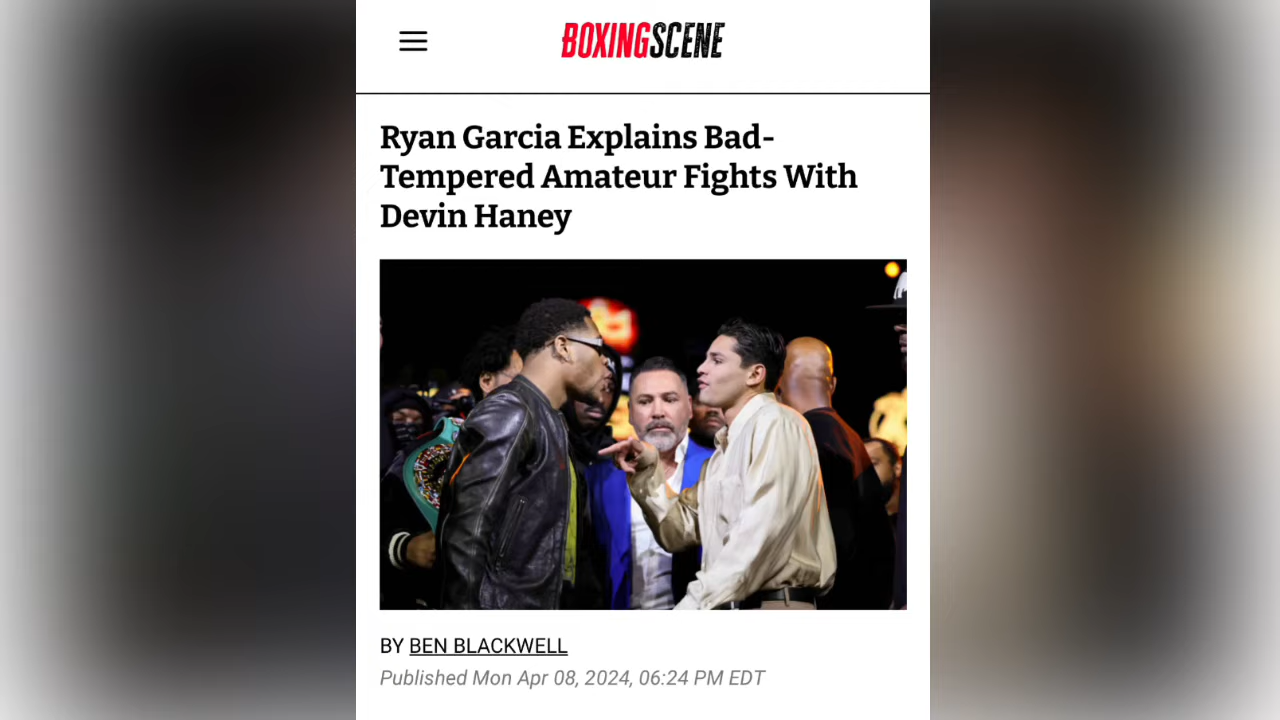 BOXINGSCENE
Ryan Garcia Explains Bad-
Tempered Amateur Fights With
Devin Haney
BY BEN BLACKWELL
Published Mon Apr 08, 2024, 06:24 PM EDT